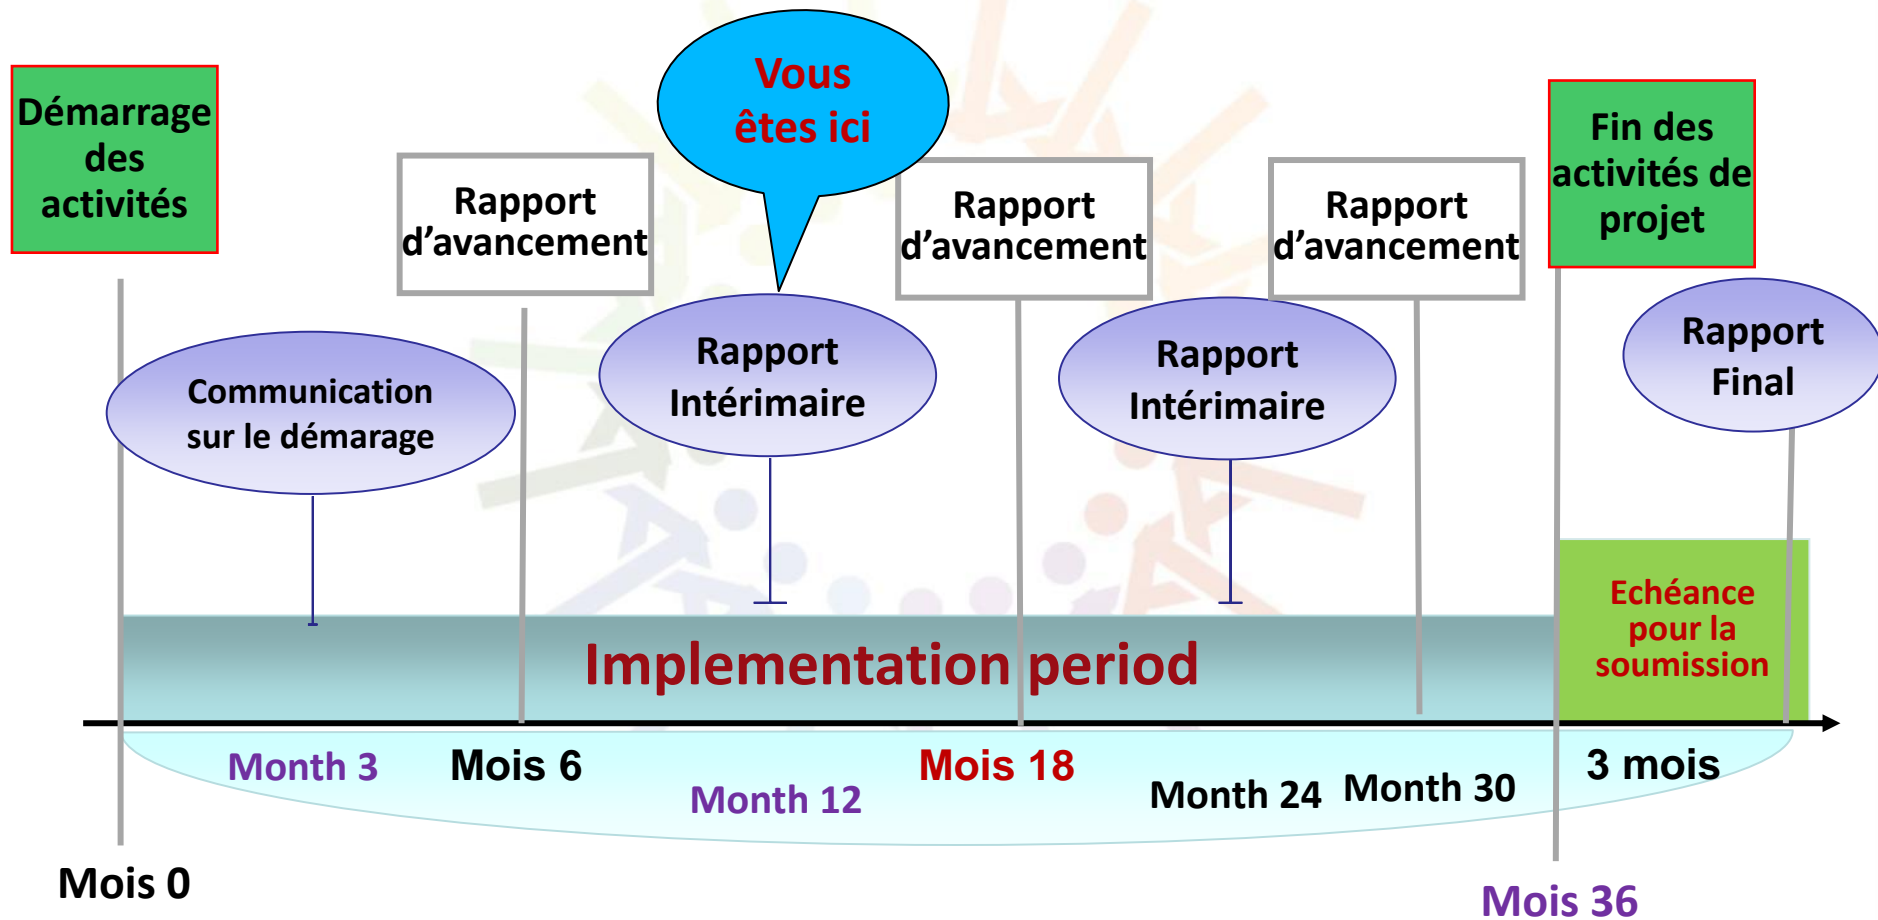 Démarrage
des
activités
Communication
sur le démarage
Rapport
d’avancement
Vous
êtes ici
Rapport
Intérimaire
Rapport
d’avancement
Rapport
Intérimaire
Rapport
d’avancement
Fin des
activités de
projet
Rapport
Final
Echéance
pour la
soumission
Implementation period
Month 3
Mois 6
Month 12
Mois 18
Month 24
Month 30
3 mois
Mois 0
Mois 36